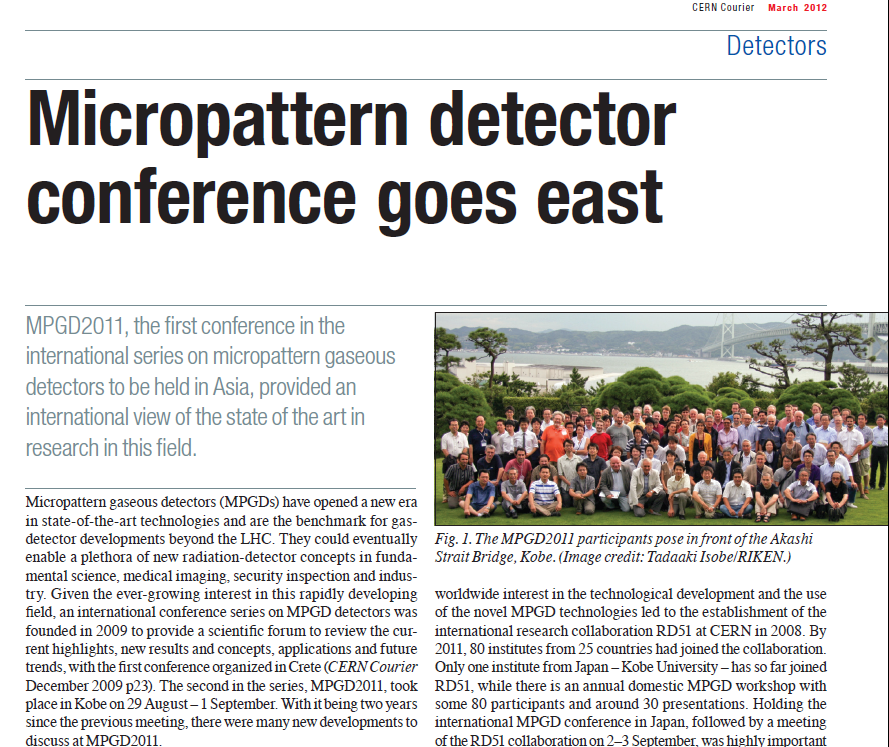 CERN Courier March 2012
Detectors
Micropattern detector
conference goes east
MPGD2011, the first conference in the
international series on micropattern gaseous
detectors to be held in Asia, provided an
international view of the state of the art in
research in this field.
Micropattern gaseous detectors (MPGDs) have opened a new era
in state-of-the-art technologies and are the benchmark for gas-
detector developments beyond the LHC. They could eventually
enable a plethora of new radiation-detector concepts in funda-
mental science, medical imaging, security inspection and indus-
try. Given the ever-growing interest in this rapidly developing
field, an international conference series on MPGD detectors was
founded in 2009 to provide a scientific forum to review the cur-
rent highlights, new results and concepts, applications and future
trends, with the first conference organized in Crete (CERN Courier
December 2009 p23). The second in the series, MPGD2011, took
place in Kobe on 29 August – 1 September. With it being two years
since the previous meeting, there were many new developments to
discuss at MPGD2011.
Fig. 1. The MPGD2011 participants pose in front of the Akashi
Strait Bridge, Kobe. (Image credit: Tadaaki Isobe/RIKEN.)
worldwide interest in the technological development and the use
of the novel MPGD technologies led to the establishment of the
international research collaboration RD51 at CERN in 2008. By
2011, 80 institutes from 25 countries had joined the collaboration.
Only one institute from Japan – Kobe University – has so far joined
RD51, while there is an annual domestic MPGD workshop with
some 80 participants and around 30 presentations. Holding the
international MPGD conference in Japan, followed by a meeting
of the RD51 collaboration on 2–3 September, was highly important